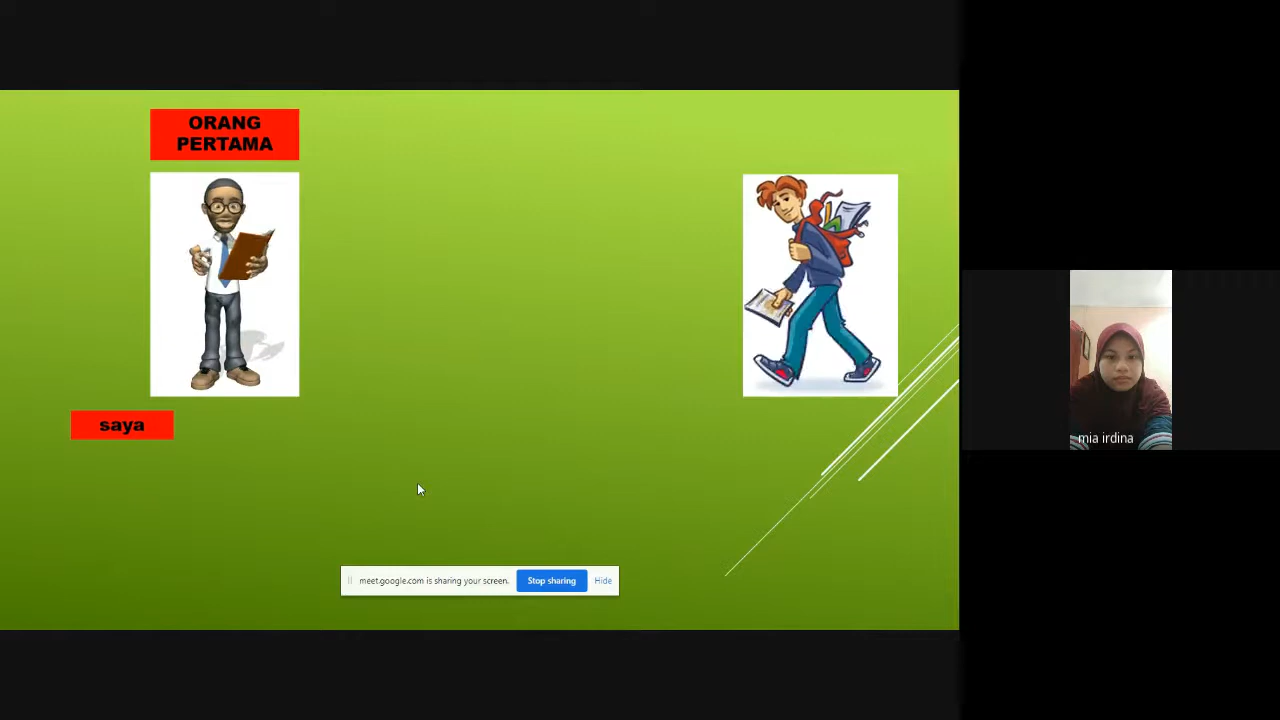 ORANG
PERTAMA
saya
mia irdina
meet.google.com is sharing your screen.
Stop sharing
Hide